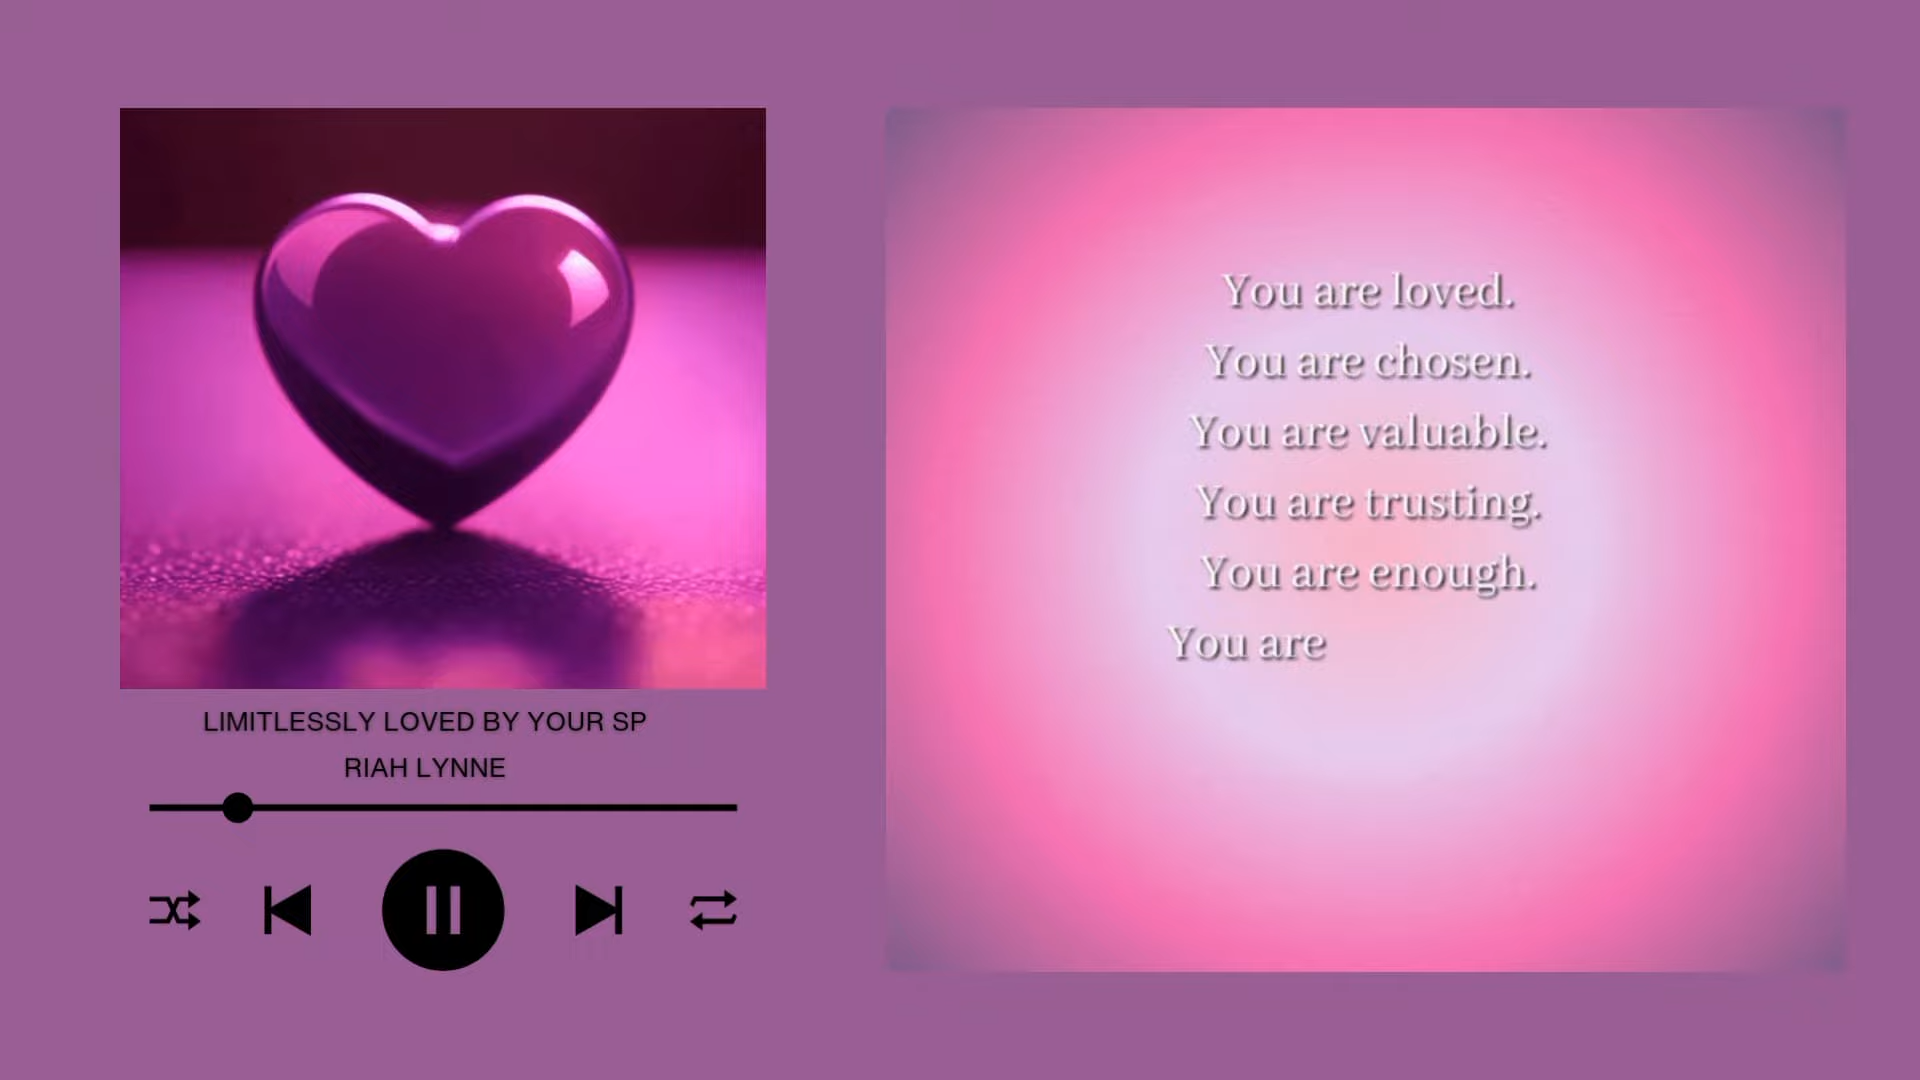 LIMITLESSLY LOVED BY YOUR SP
RIAH LYNNE
You are loved.
You are chosen.
You are valuable.
You are trusting.
You are enough.
You are